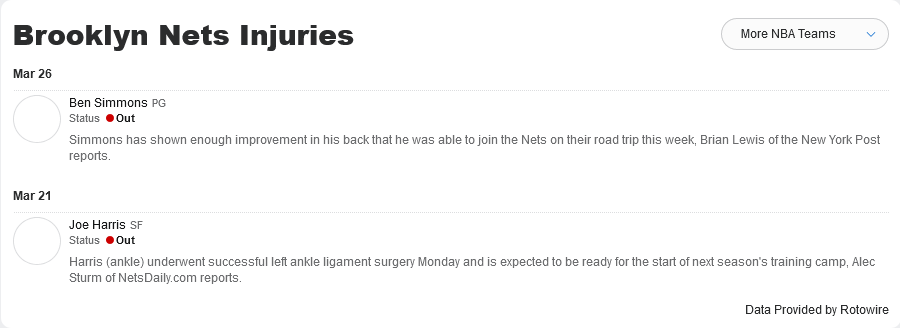 Brooklyn Nets Injuries
More NBA Teams
Mar 26
Ben Simmons PG
Status Out
Simmons has shown enough improvement in his back that he was able to join the Nets on their road trip this week, Brian Lewis of the New York Post
reports.
Mar 21
Joe Harris SF
Status Out
Harris (ankle) underwent successful left ankle ligament surgery Monday and is expected to be ready for the start of next season's training camp, Alec
Sturm of NetsDaily.com reports.
Data Provided by Rotowire